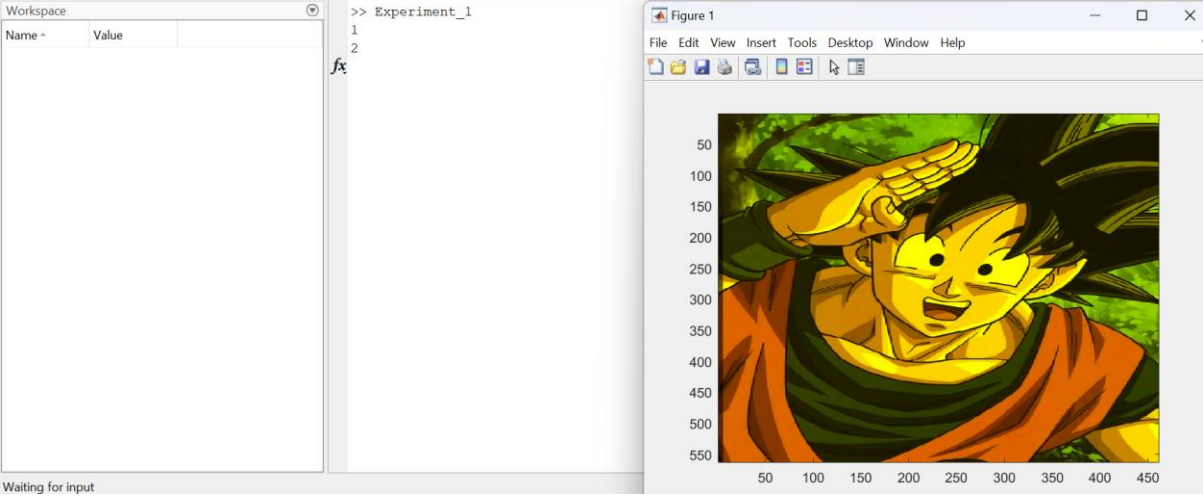 Workspace
Name Value
>> Experiment_1
1
2
fx
Figure 1
File Edit View Insert Tools Desktop Window Help
50
100
150
200
250
300
350
400
450
500
550
50 100 150 200 250 300 350 400 450
Waiting for input